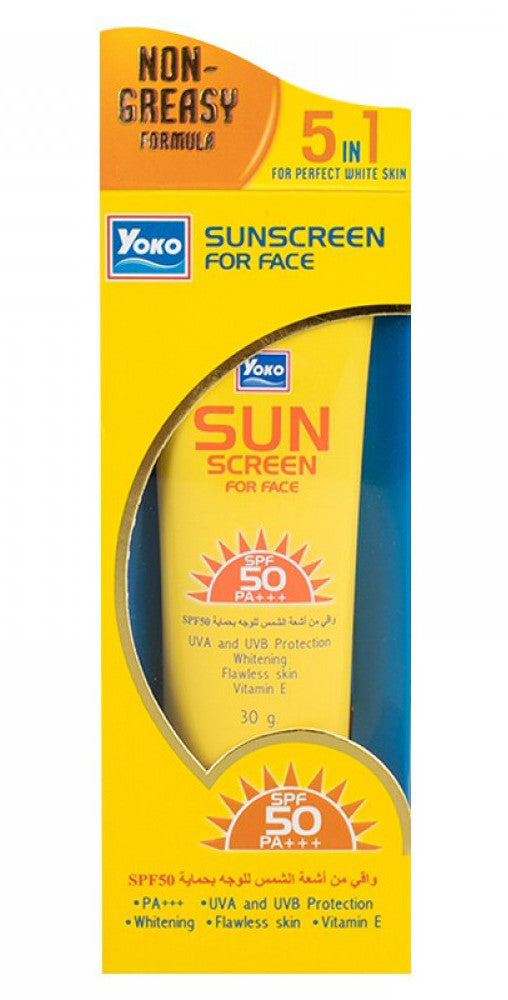 NON-
GREASY
FORMULA
5 IN 1
FOR PERFECT WHITE SKIN
YOKO
SUNSCREEN
FOR FACE
YOKO
SUN
SCREEN
FOR FACE
SPF
50
PA+++
واقي من أشعة الشمس للوجه بحماية SPF50
UVA and UVB Protection
Whitening
Flawless skin
Vitamin E
30 g.
SPF
50
PA+++
واقي من أشعة الشمس للوجه بحماية SPF50
•PA+++ •UVA and UVB Protection
•Whitening •Flawless skin •Vitamin E